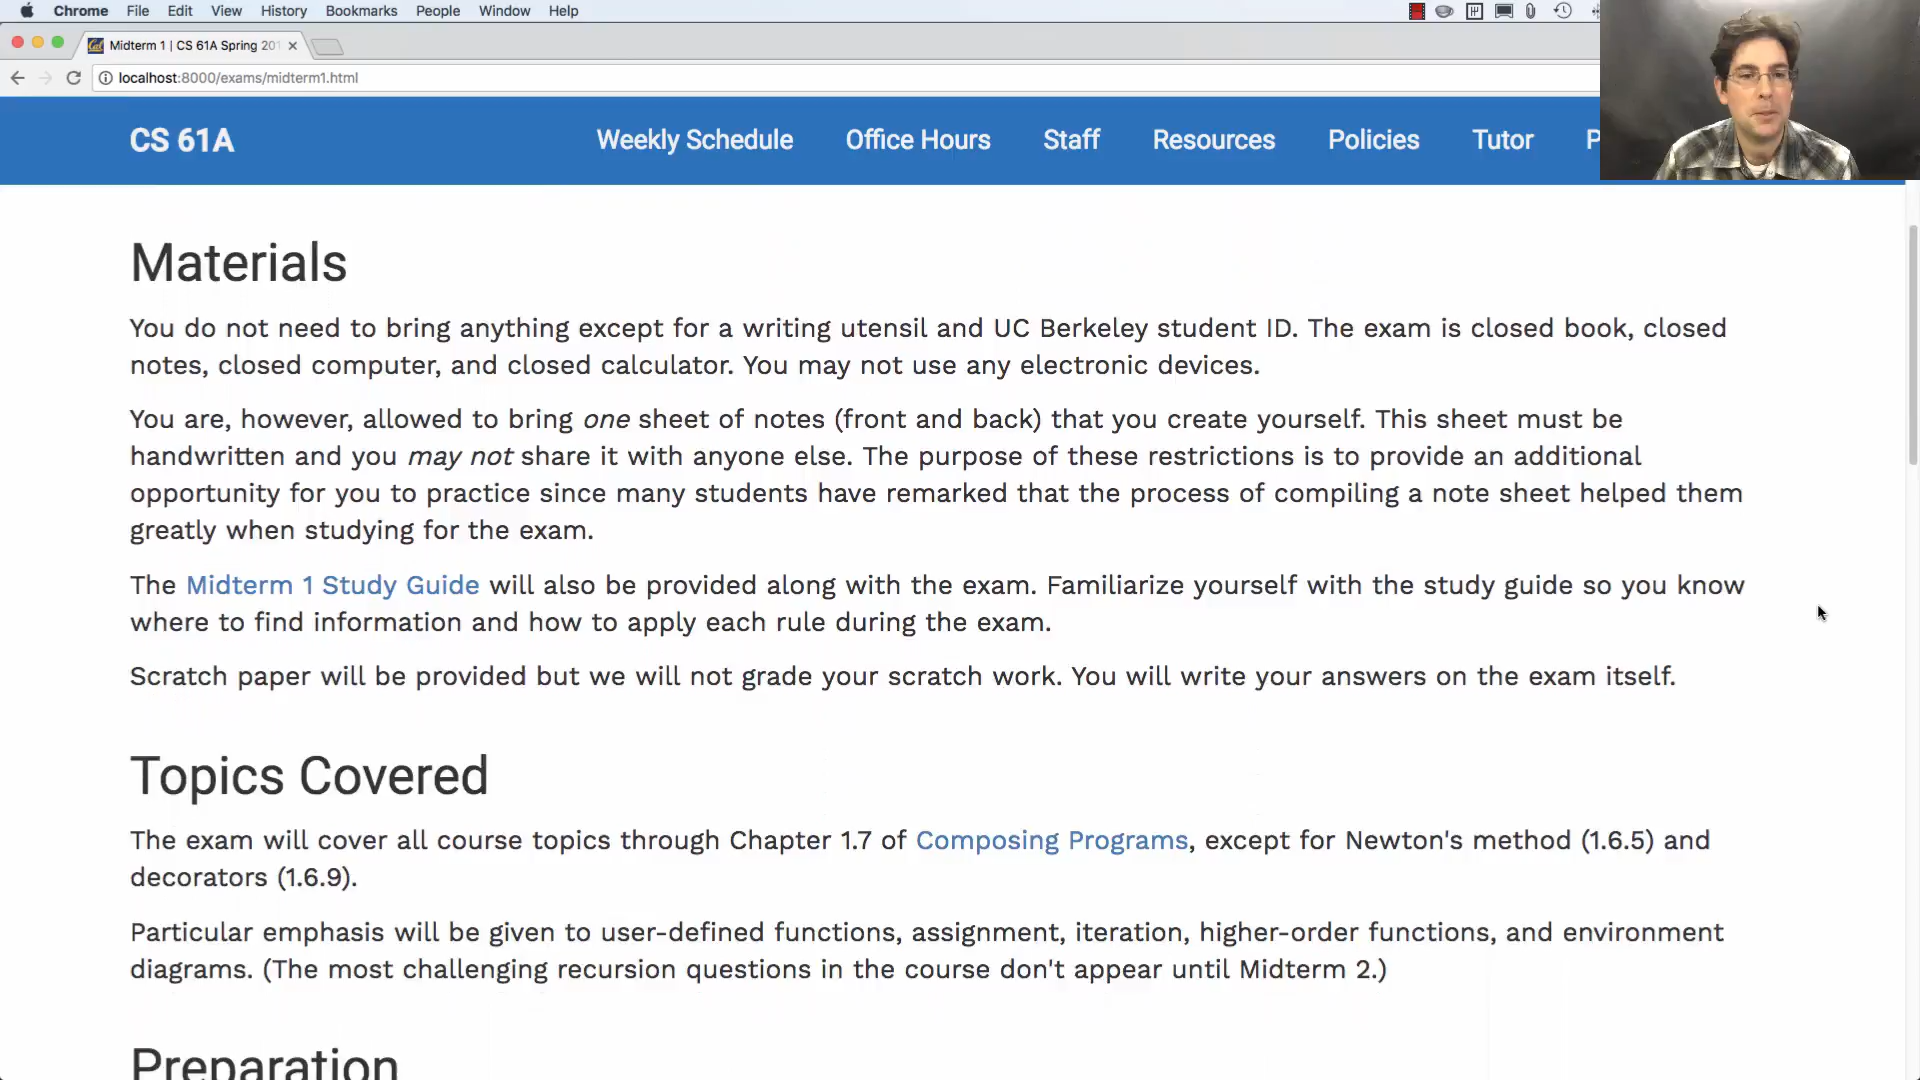 Chrome File Edit View History Bookmarks People Window Help
Midterm 1 | CS 61A Spring 201
localhost:8000/exams/midterm1.html
CS 61A Weekly Schedule Office Hours Staff Resources Policies Tutor P
Materials
You do not need to bring anything except for a writing utensil and UC Berkeley student ID. The exam is closed book, closed
notes, closed computer, and closed calculator. You may not use any electronic devices.
You are, however, allowed to bring one sheet of notes (front and back) that you create yourself. This sheet must be
handwritten and you may not share it with anyone else. The purpose of these restrictions is to provide an additional
opportunity for you to practice since many students have remarked that the process of compiling a note sheet helped them
greatly when studying for the exam.
The Midterm 1 Study Guide will also be provided along with the exam. Familiarize yourself with the study guide so you know
where to find information and how to apply each rule during the exam.
Scratch paper will be provided but we will not grade your scratch work. You will write your answers on the exam itself.
Topics Covered
The exam will cover all course topics through Chapter 1.7 of Composing Programs, except for Newton's method (1.6.5) and
decorators (1.6.9).
Particular emphasis will be given to user-defined functions, assignment, iteration, higher-order functions, and environment
diagrams. (The most challenging recursion questions in the course don't appear until Midterm 2.)
Preparation